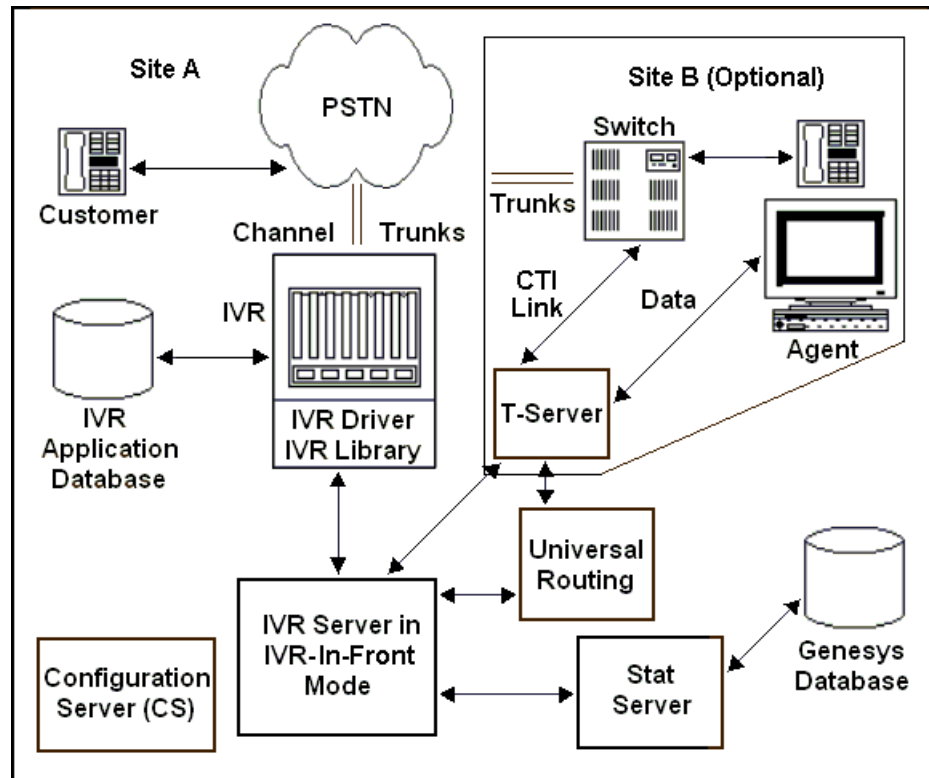 Site A
PSTN
Site B (Optional)
Switch
Customer
Trunks
Channel Trunks
IVR
CTI
Link
Data
Agent
IVR
Application
Database
IVR Driver
IVR Library
T-Server
Universal
Routing
IVR Server in
IVR-In-Front
Mode
Configuration
Server (CS)
Stat
Server
Genesys
Database